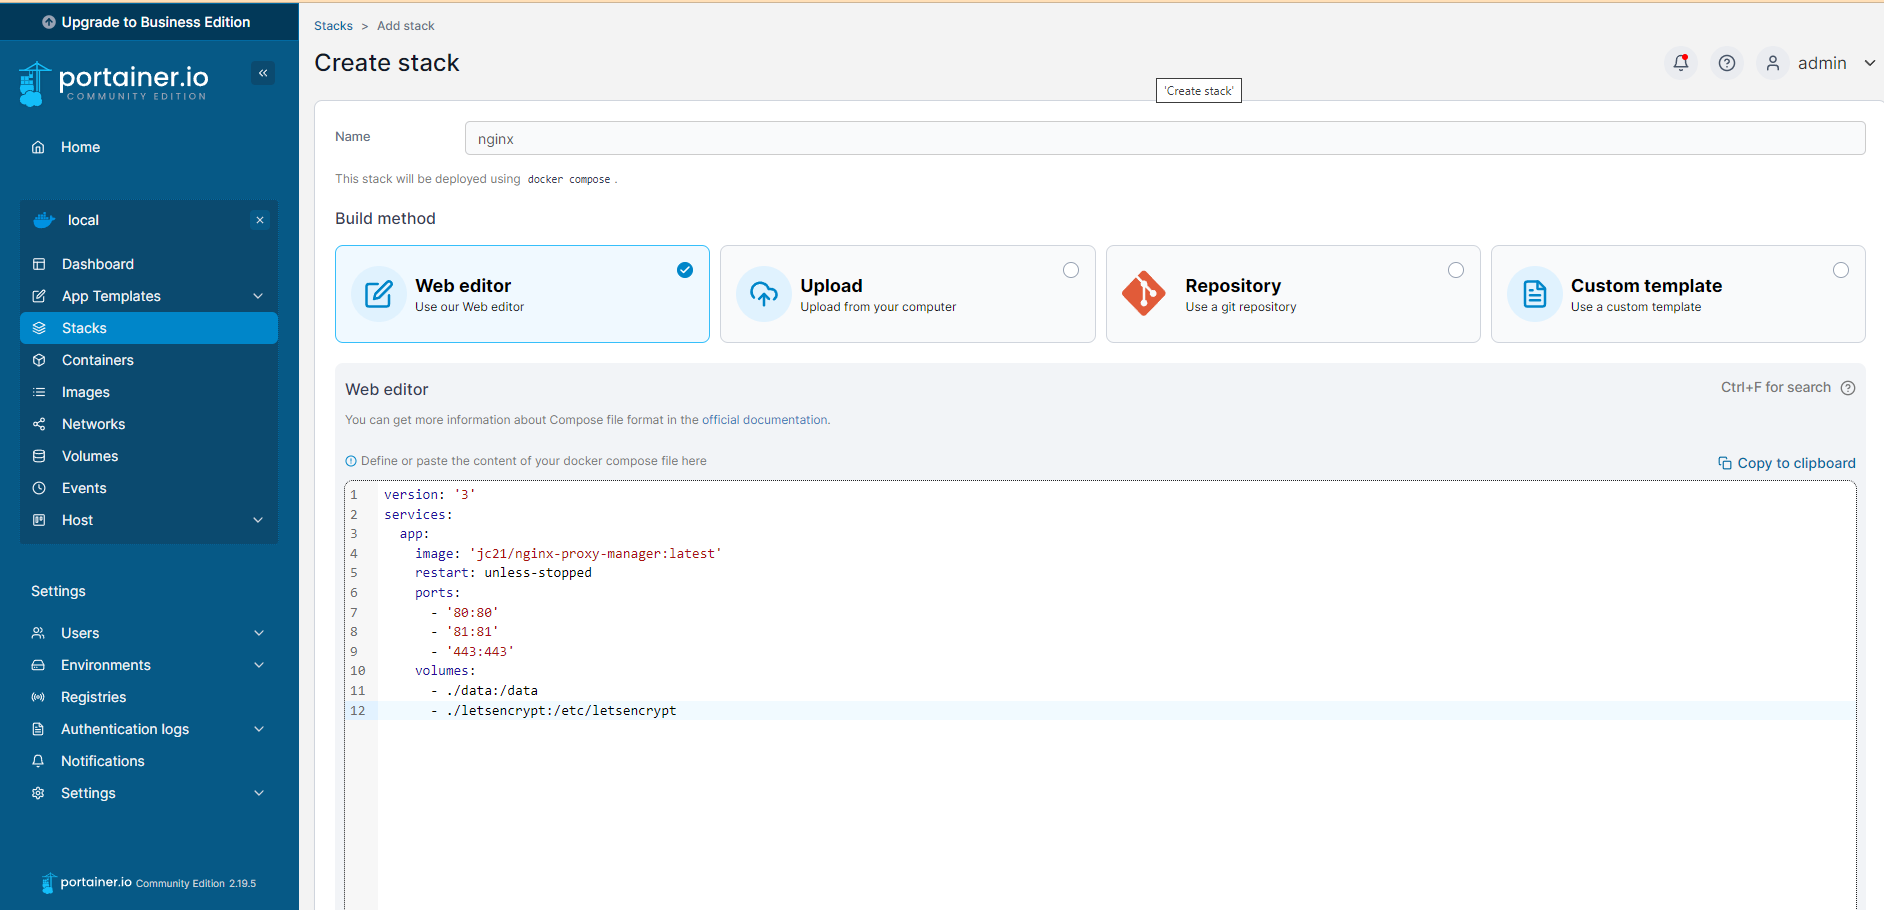 Upgrade to Business Edition
portainer.io
COMMUNITY EDITION
Home
local
Dashboard
App Templates
Stacks
Containers
Images
Networks
Volumes
Events
Host
Settings
Users
Environments
Registries
Authentication logs
Notifications
Settings
portainer.io Community Edition 2.19.5
Stacks > Add stack
Create stack
admin
'Create stack'
Name
nginx
This stack will be deployed using docker compose .
Build method
Web editor
Use our Web editor
Upload
Upload from your computer
Repository
Use a git repository
Custom template
Use a custom template
Web editor
Ctrl+F for search
You can get more information about Compose file format in the official documentation.
Define or paste the content of your docker compose file here
Copy to clipboard
1 version: '3'
2 services:
3 app:
4 image: 'jc21/nginx-proxy-manager:latest'
5 restart: unless-stopped
6 ports:
7 - '80:80'
8 - '81:81'
9 - '443:443'
10 volumes:
11 - ./data:/data
12 - ./letsencrypt:/etc/letsencrypt